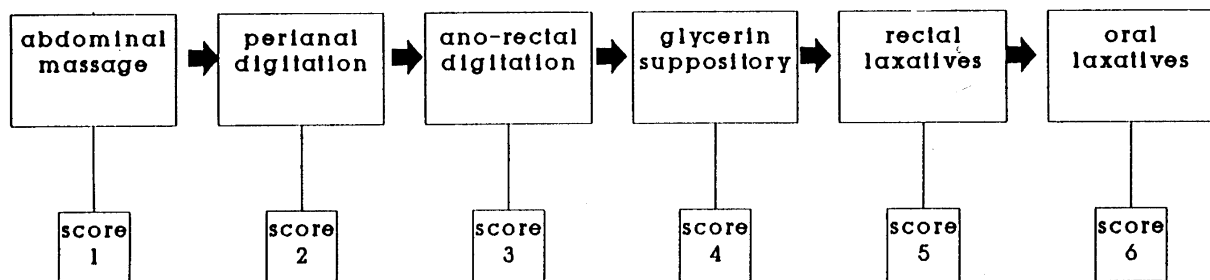 abdominal
massage
perianal
digitation
ano-rectal
digitation
glycerin
suppository
rectal
laxatives
oral
laxatives
score
1
score
2
score
3
score
4
score
5
score
6